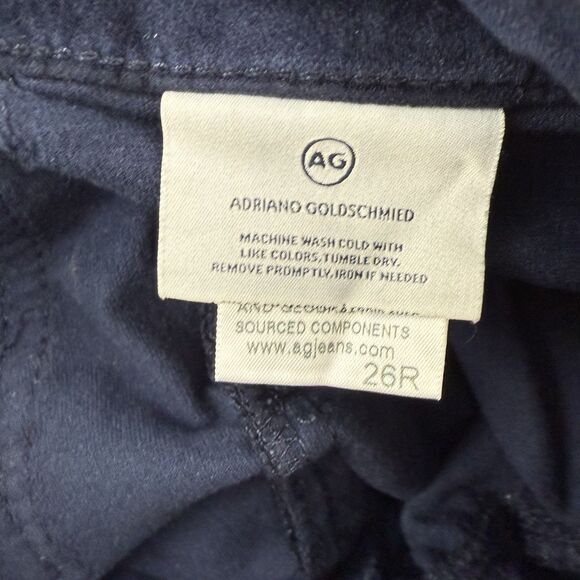 AG
ADRIANO GOLDSCHMIED
MACHINE WASH COLD WITH
LIKE COLORS, TUMBLE DRY.
REMOVE PROMPTLY, IRON IF NEEDED
SOURCED COMPONENTS
www.agjeans.com
26R